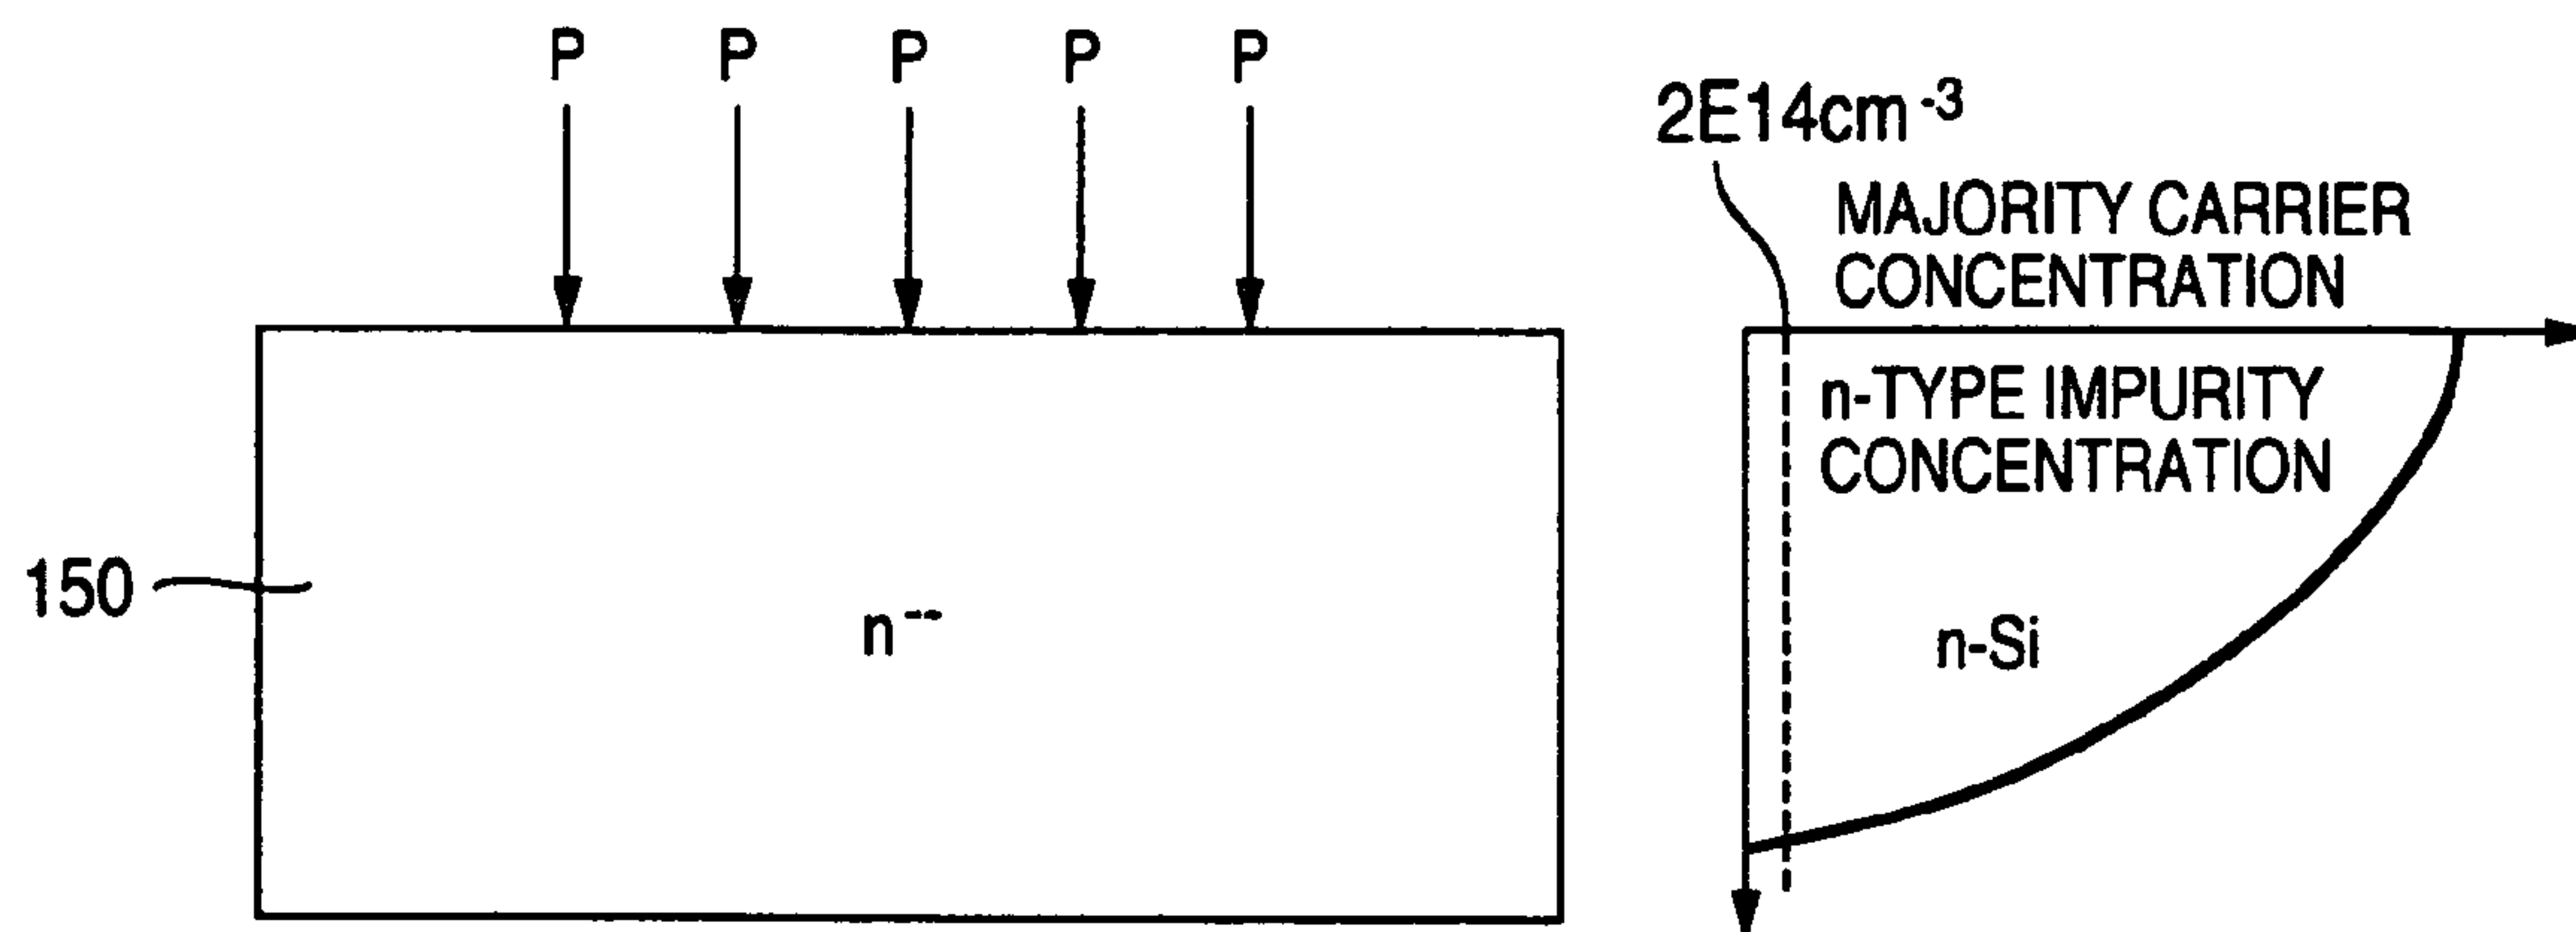 P P P P P
2E14cm⁻³
MAJORITY CARRIER
CONCENTRATION
n-TYPE IMPURITY
CONCENTRATION
150
n⁻⁻
n-Si